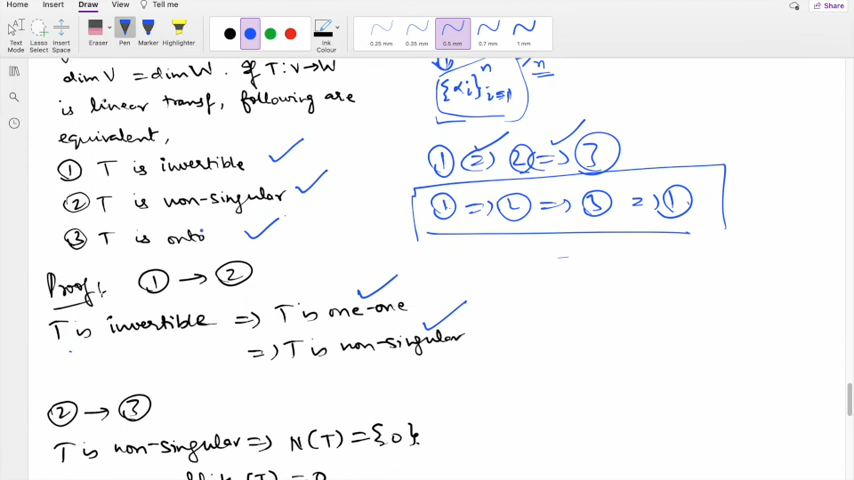 Home Insert Draw View Tell me
Share
Text Mode
Lasso Select
Insert Space
Eraser
Pen
Marker
Highlighter
Ink Colour
0.25 mm
0.35 mm
0.5 mm
0.7 mm
1 mm
dim V = dim W . If T : V → W
is linear transf, following are
equivalent,
① T is invertible
② T is non-singular
③ T is onto
{αi}ⁿ i=1
n
① => ② <=> ③
① => ② => ③ => ①
Proof: ① → ②
T is invertible => T is one-one
=> T is non-singular
② → ③
T is non-singular => N(T) = {0}
(T) = 0